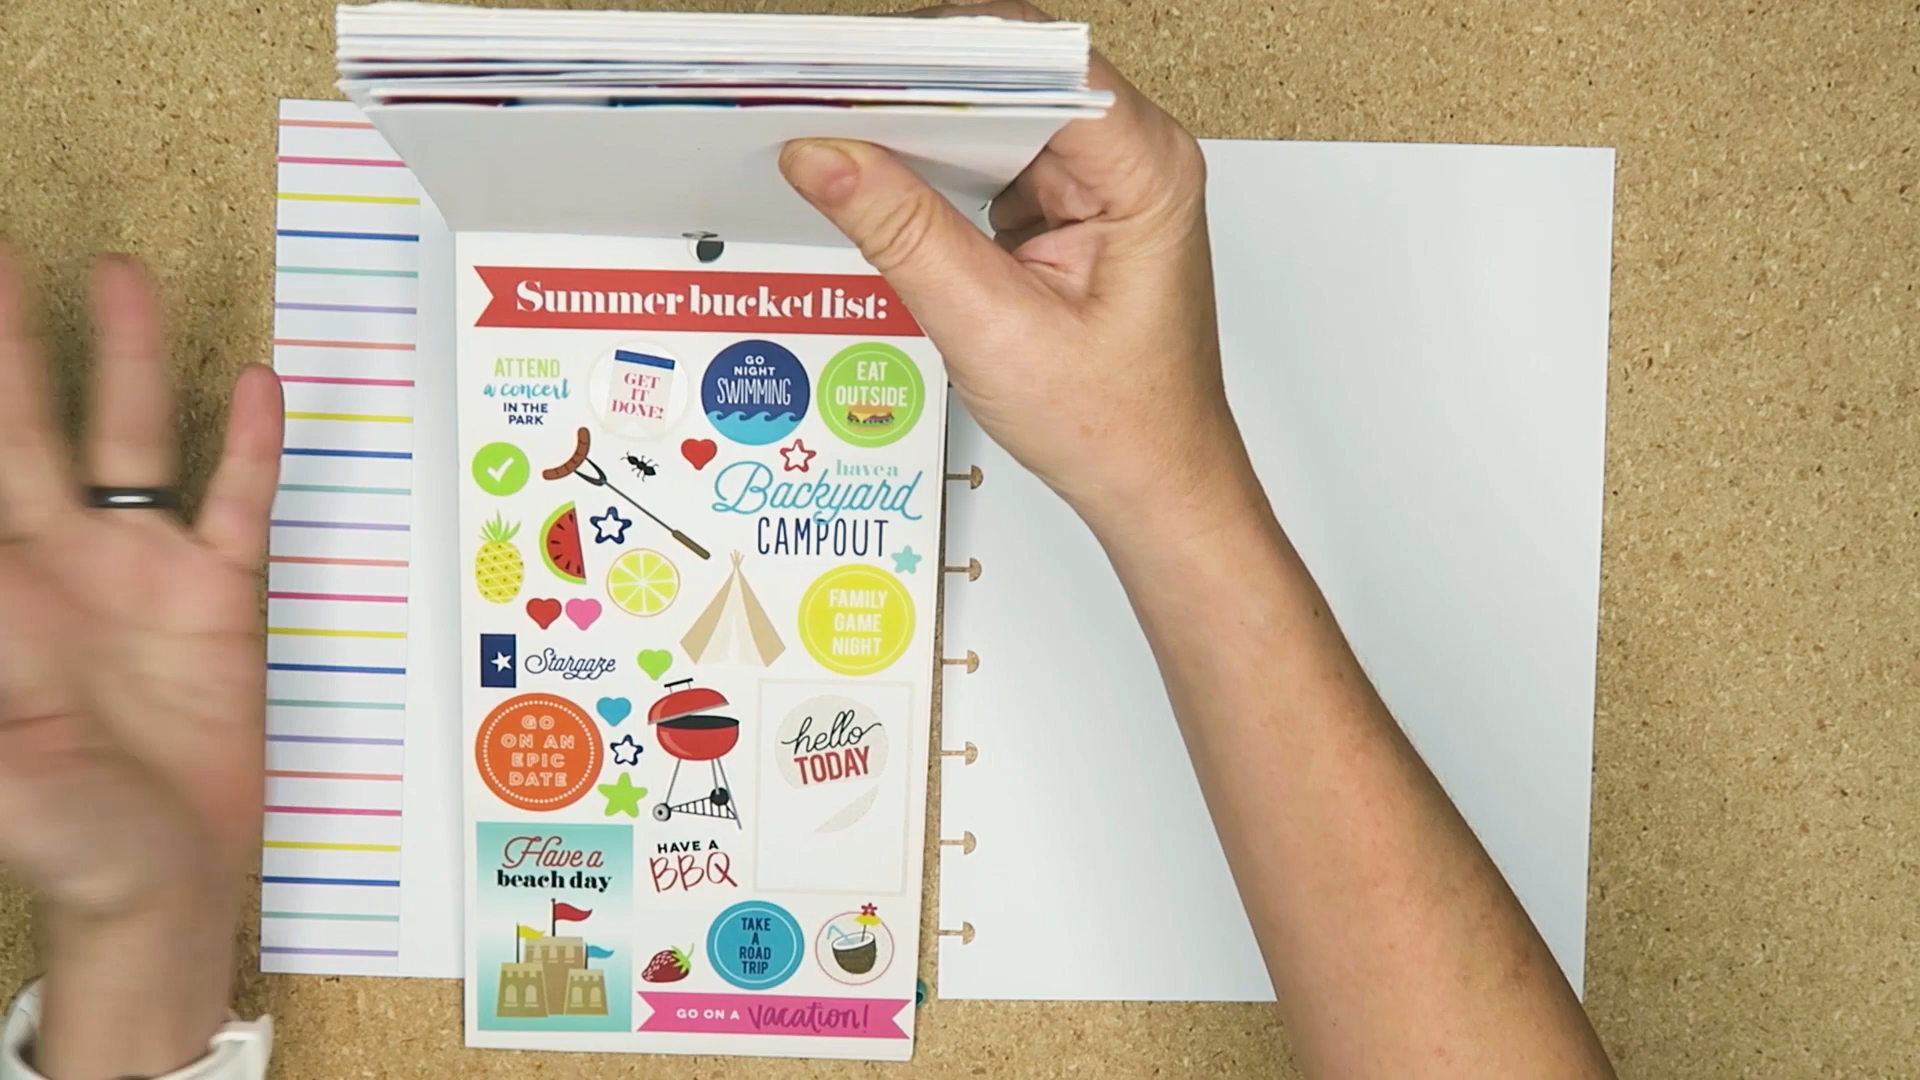 Summer bucket list:
ATTEND
a concert
IN THE
PARK
GET
IT
DONE!
GO
NIGHT
SWIMMING
EAT
OUTSIDE
have a
Backyard
CAMPOUT
FAMILY
GAME
NIGHT
Stargaze
GO
ON AN
EPIC
DATE
hello
TODAY
Have a
beach day
HAVE A
BBQ
TAKE
A
ROAD
TRIP
GO ON A vacation!